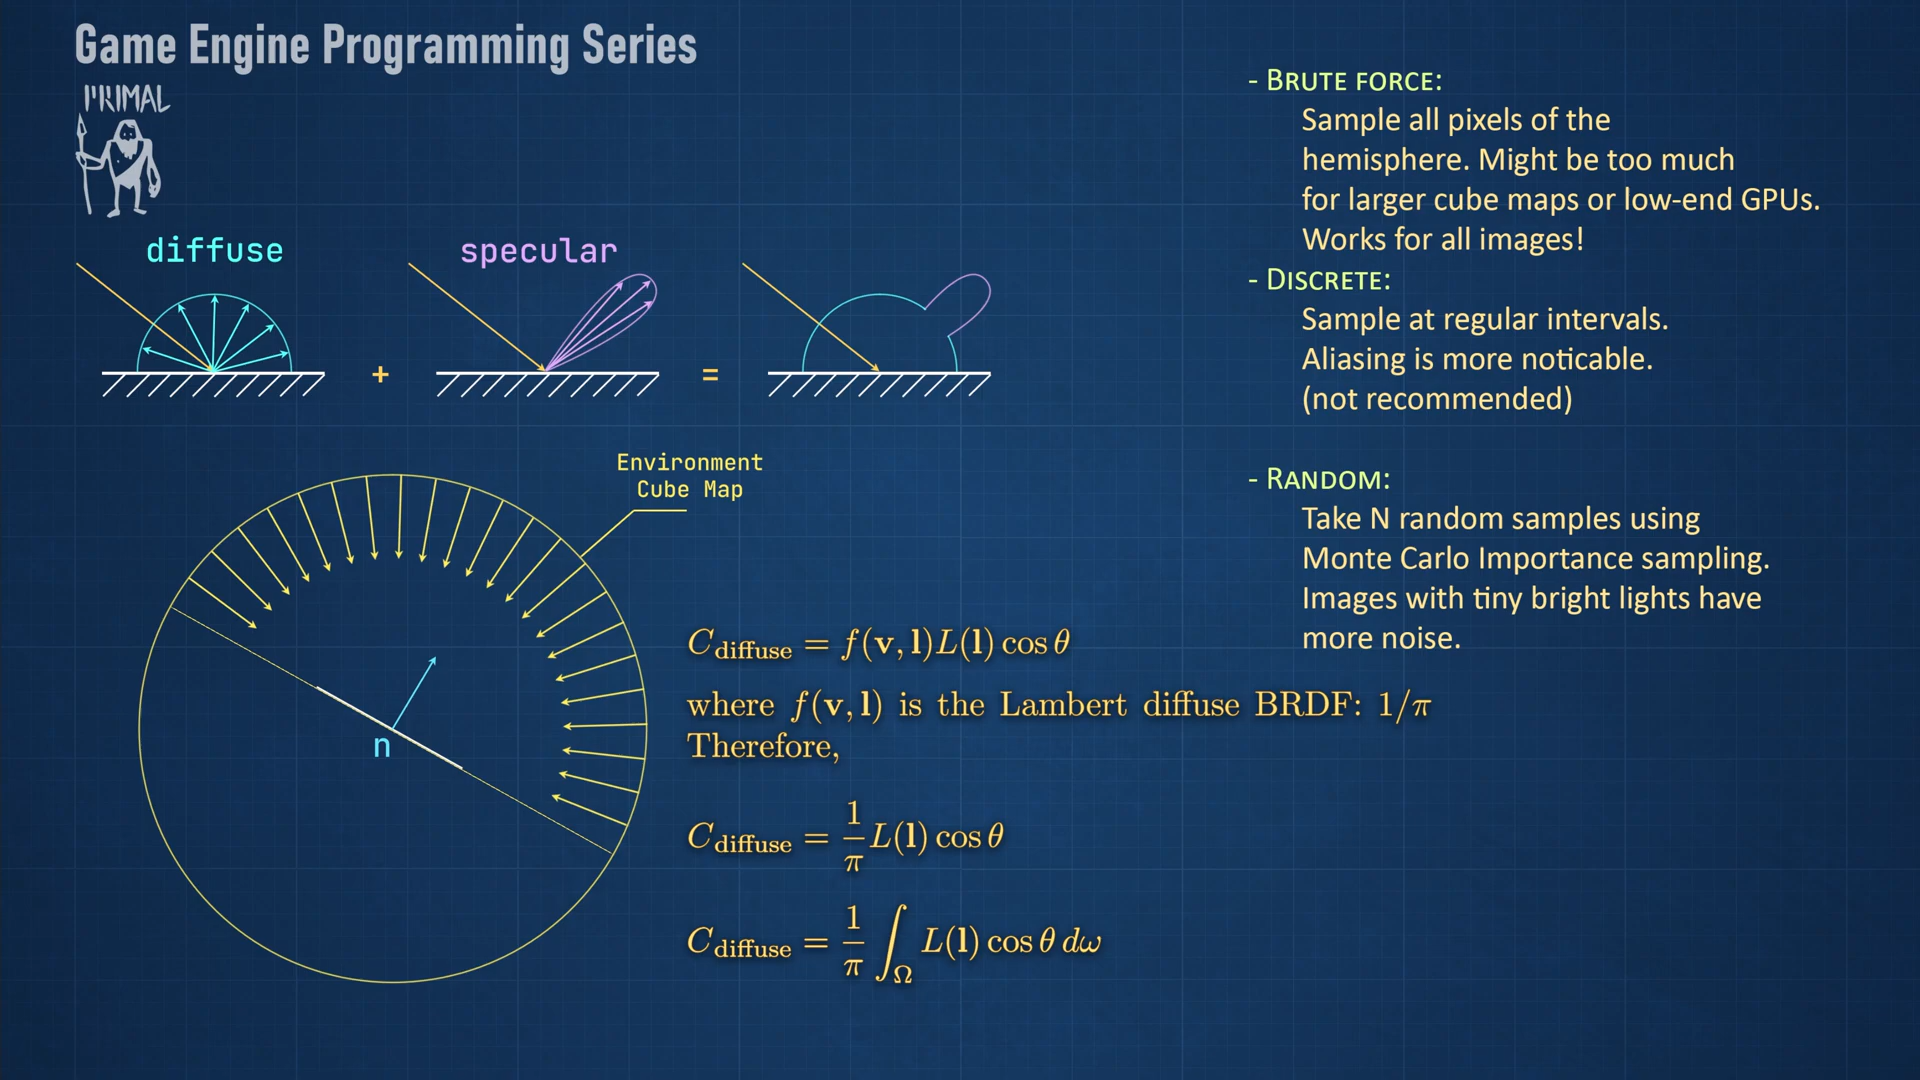 Game Engine Programming Series
PRIMAL
diffuse
specular
+
=
Environment
Cube Map
n
C_diffuse = f(v, l)L(l) cos θ
where f(v, l) is the Lambert diffuse BRDF: 1/π
Therefore,
C_diffuse = 1/π L(l) cos θ
C_diffuse = 1/π ∫_Ω L(l) cos θ dω
- BRUTE FORCE:
Sample all pixels of the
hemisphere. Might be too much
for larger cube maps or low-end GPUs.
Works for all images!
- DISCRETE:
Sample at regular intervals.
Aliasing is more noticable.
(not recommended)
- RANDOM:
Take N random samples using
Monte Carlo Importance sampling.
Images with tiny bright lights have
more noise.